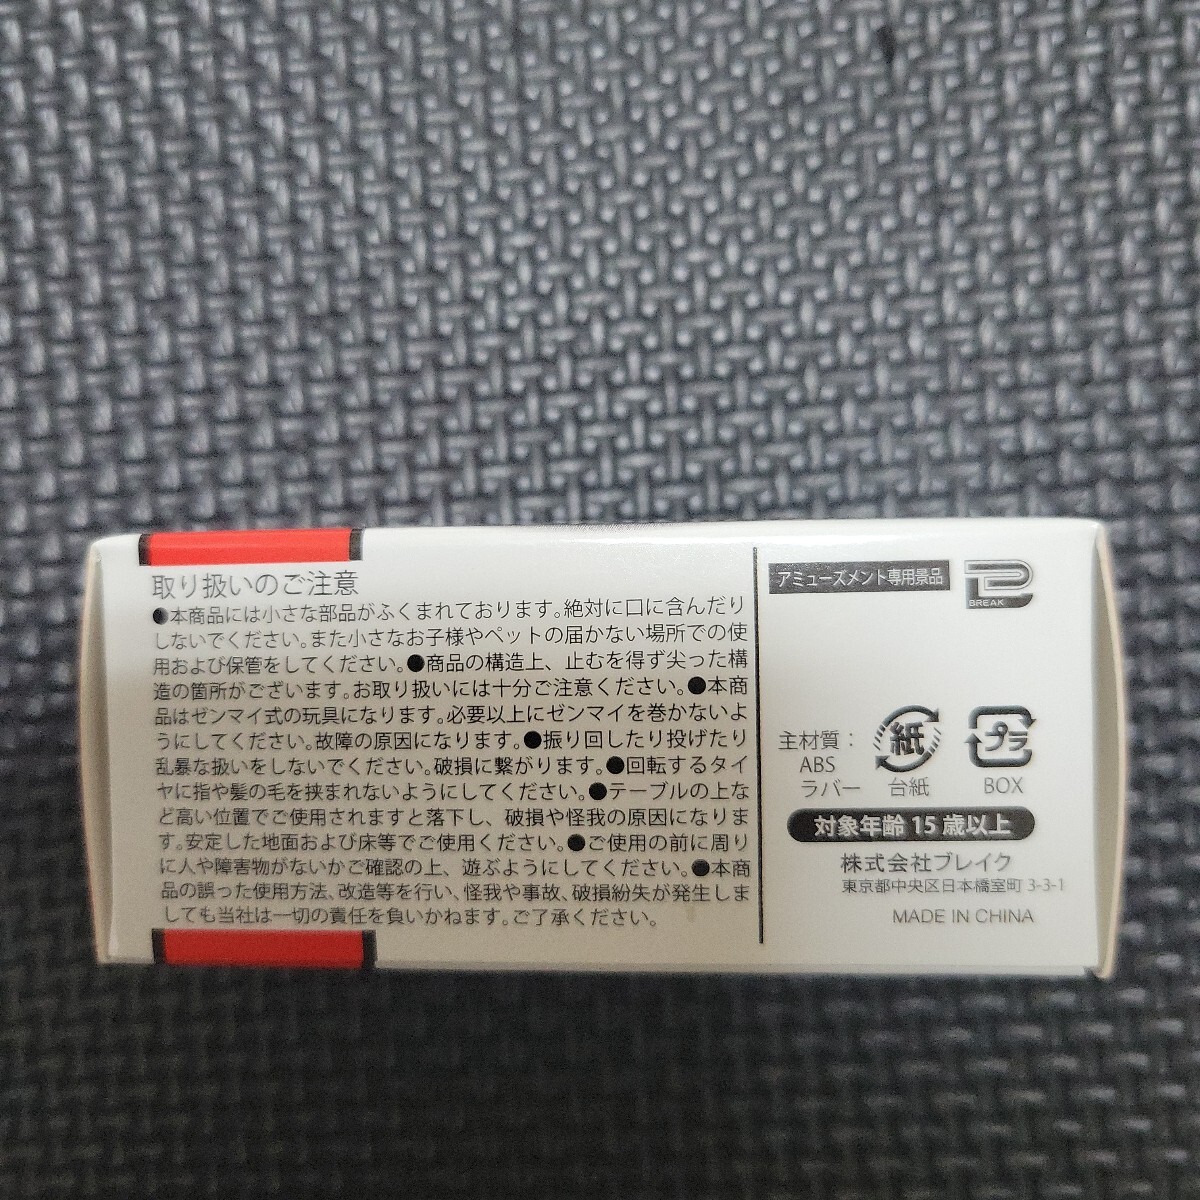 取り扱いのご注意
●本商品には小さな部品がふくまれております。絶対に口に含んだり
しないでください。また小さなお子様やペットの届かない場所での使
用および保管をしてください。●商品の構造上、止むを得ず尖った構
造の箇所がございます。お取り扱いには十分ご注意ください。●本商
品はゼンマイ式の玩具になります。必要以上にゼンマイを巻かないよ
うにしてください。故障の原因になります。●振り回したり投げたり
乱暴な扱いをしないでください。破損に繋がります。●回転するタイ
ヤに指や髪の毛を挟まれないようにしてください。●テーブルの上な
ど高い位置でご使用されますと落下し、破損や怪我の原因になりま
す。安定した地面および床等でご使用ください。●ご使用の前に周り
に人や障害物がないかご確認の上、遊ぶようにしてください。●本商
品の誤った使用方法、改造等を行い、怪我や事故、破損紛失が発生しま
しても当社は一切の責任を負いかねます。ご了承ください。
アミューズメント専用景品
BREAK
主材質：
ABS
ラバー
紙
台紙
プラ
BOX
対象年齢 15 歳以上
株式会社ブレイク
東京都中央区日本橋室町 3-3-1
MADE IN CHINA